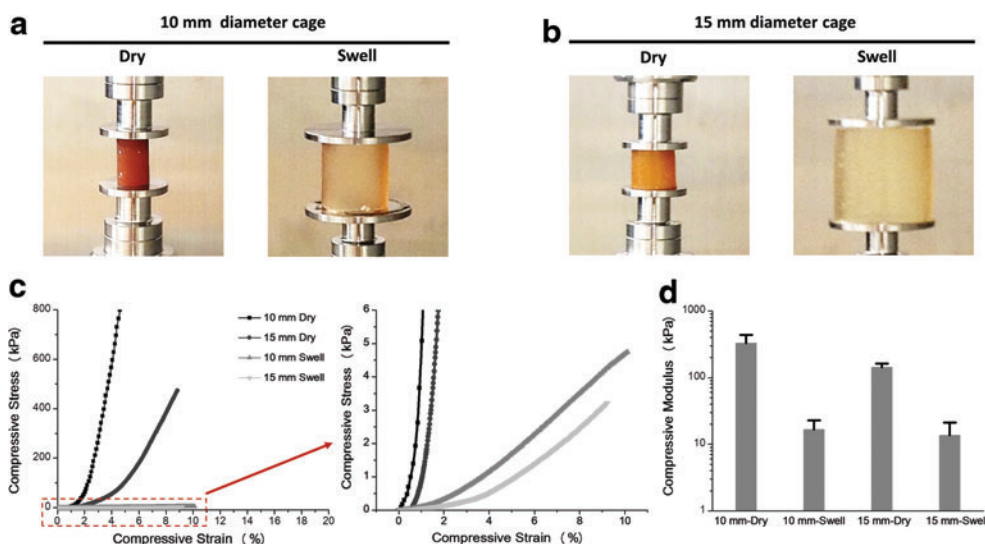 a
10 mm diameter cage
Dry
Swell
b
15 mm diameter cage
Dry
Swell
c
Compressive Stress (kPa)
800
600
400
200
0
0 2 4 6 8 10 12 14 16 18 20
Compressive Strain (%)
10 mm Dry
15 mm Dry
10 mm Swell
15 mm Swell
Compressive Stress (kPa)
6
5
4
3
2
1
0
0 2 4 6 8 10
Compressive Strain (%)
d
Compressive Modulus (kPa)
1000
100
10
1
10 mm-Dry 10 mm-Swell 15 mm-Dry 15 mm-Swell